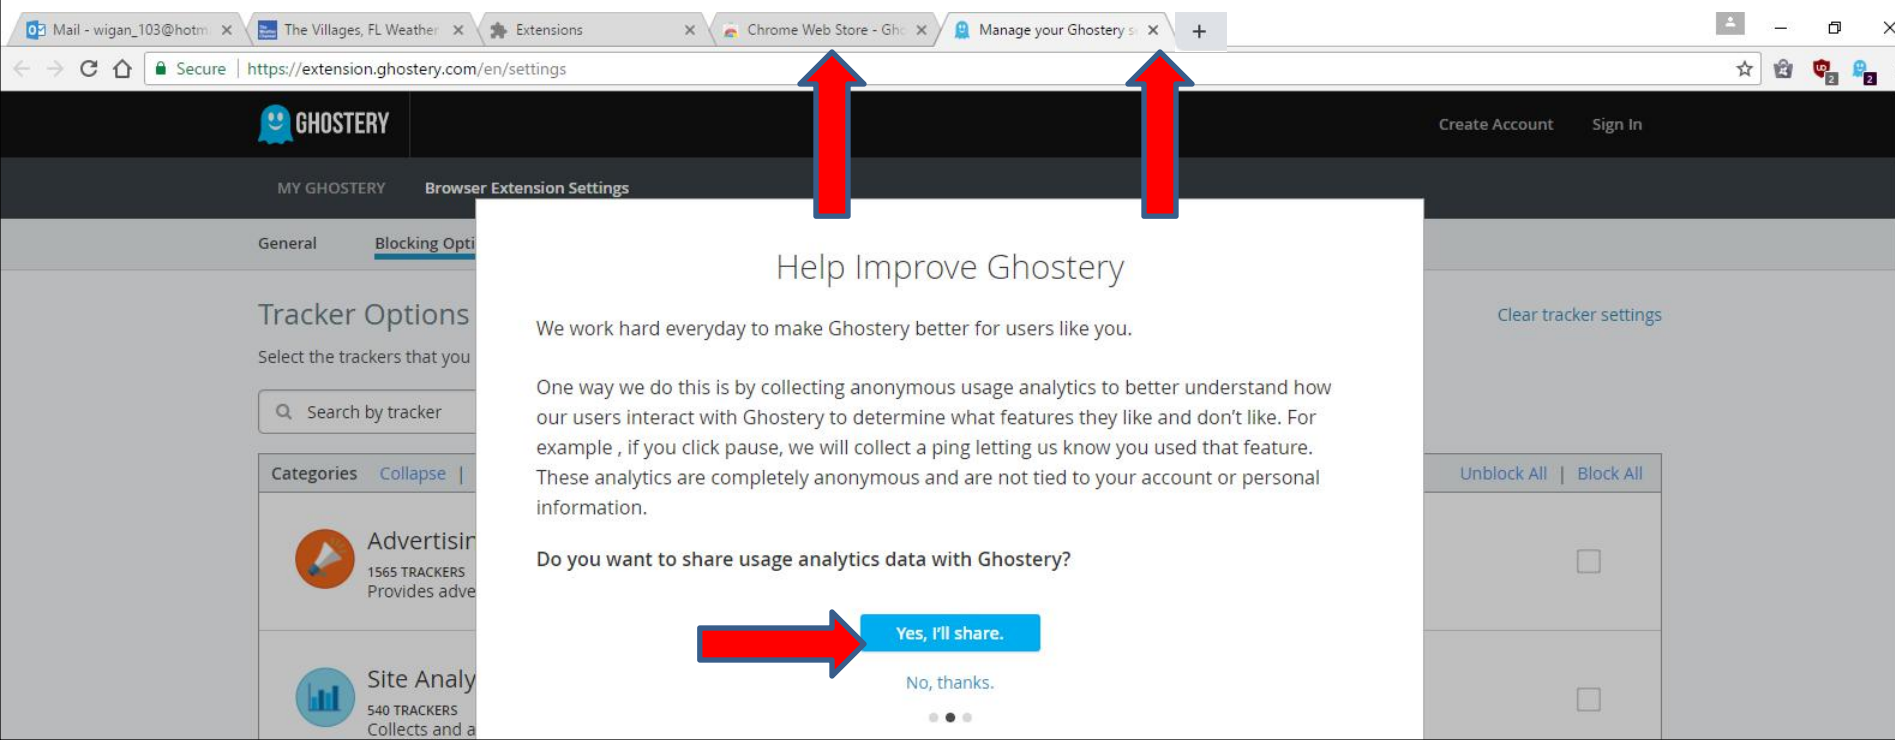 Mail - wigan_103@hotm
The Villages, FL Weather
Extensions
Chrome Web Store - Gho
Manage your Ghostery s
Secure
https://extension.ghostery.com/en/settings
2
2
GHOSTERY
Create Account
Sign In
MY GHOSTERY
Browser Extension Settings
General
Blocking Opti
Help Improve Ghostery
Tracker Options
Clear tracker settings
We work hard everyday to make Ghostery better for users like you.
Select the trackers that you
One way we do this is by collecting anonymous usage analytics to better understand how
our users interact with Ghostery to determine what features they like and don't like. For
example , if you click pause, we will collect a ping letting us know you used that feature.
These analytics are completely anonymous and are not tied to your account or personal
information.
Search by tracker
Categories Collapse |
Unblock All | Block All
Advertisin
1565 TRACKERS
Provides adve
Do you want to share usage analytics data with Ghostery?
Yes, I'll share.
No, thanks.
Site Analy
540 TRACKERS
Collects and a